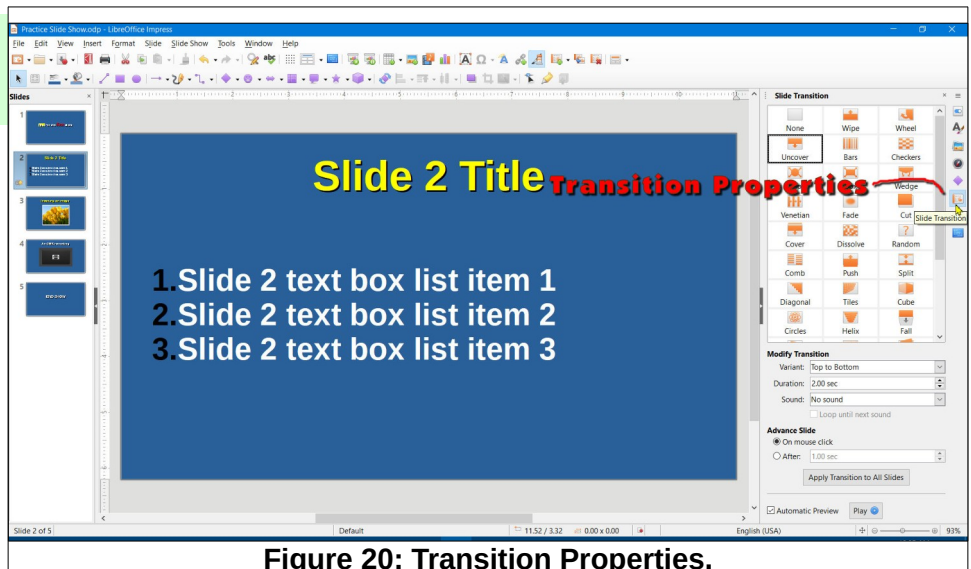 Practice Slide Show.odp - LibreOffice Impress
File Edit View Insert Format Slide Slide Show Tools Window Help
Slides
Slide Transition
1
2
3
4
5
Slide 2 Title
Transition Properties
1.Slide 2 text box list item 1
2.Slide 2 text box list item 2
3.Slide 2 text box list item 3
None Wipe Wheel
Uncover Bars Checkers
Wedge
Venetian Fade Cut
Slide Transition
Cover Dissolve Random
Comb Push Split
Diagonal Tiles Cube
Circles Helix Fall
Modify Transition
Variant: Top to Bottom
Duration: 2.00 sec
Sound: No sound
Loop until next sound
Advance Slide
On mouse click
After: 1.00 sec
Apply Transition to All Slides
Automatic Preview Play
Slide 2 of 5 Default 11.52 / 3.32 0.00 x 0.00 English (USA) 93%
Figure 20: Transition Properties.